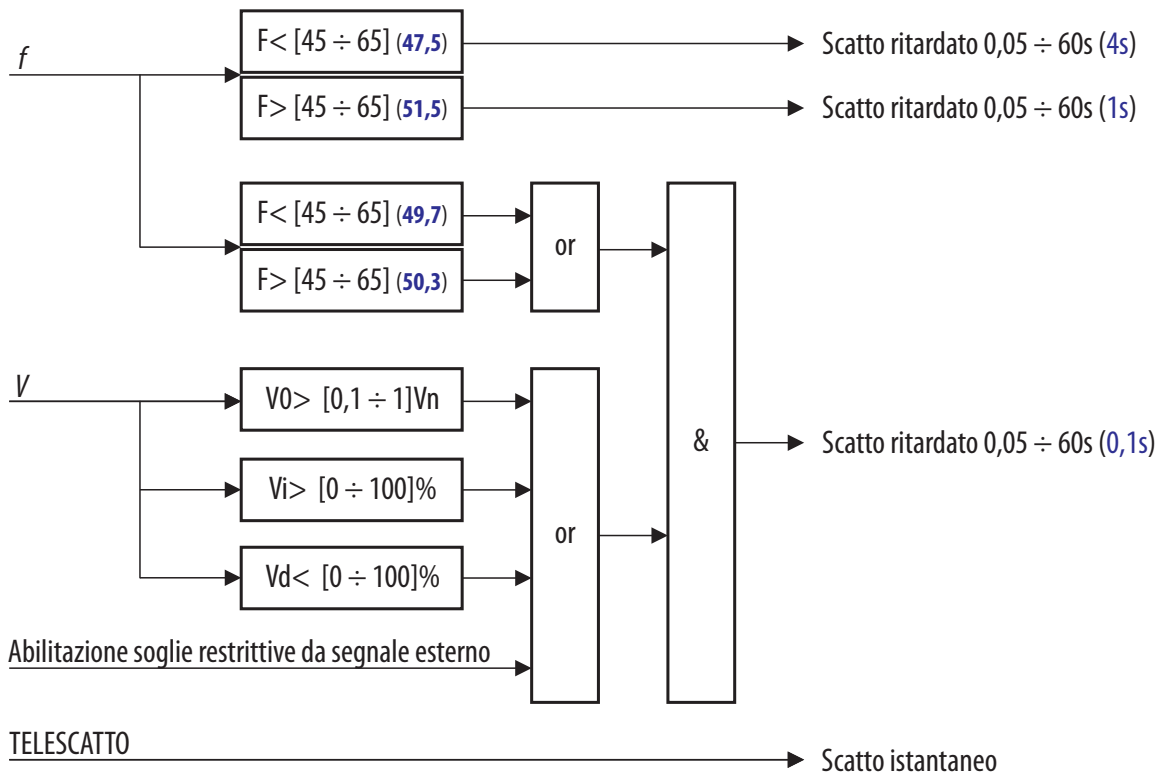 f
F< [45 ÷ 65] (47,5)
Scatto ritardato 0,05 ÷ 60s (4s)
F> [45 ÷ 65] (51,5)
Scatto ritardato 0,05 ÷ 60s (1s)
F< [45 ÷ 65] (49,7)
or
F> [45 ÷ 65] (50,3)
V
V0> [0,1 ÷ 1]Vn
&
Scatto ritardato 0,05 ÷ 60s (0,1s)
Vi> [0 ÷ 100]%
or
Vd< [0 ÷ 100]%
Abilitazione soglie restrittive da segnale esterno
TELESCATTO
Scatto istantaneo